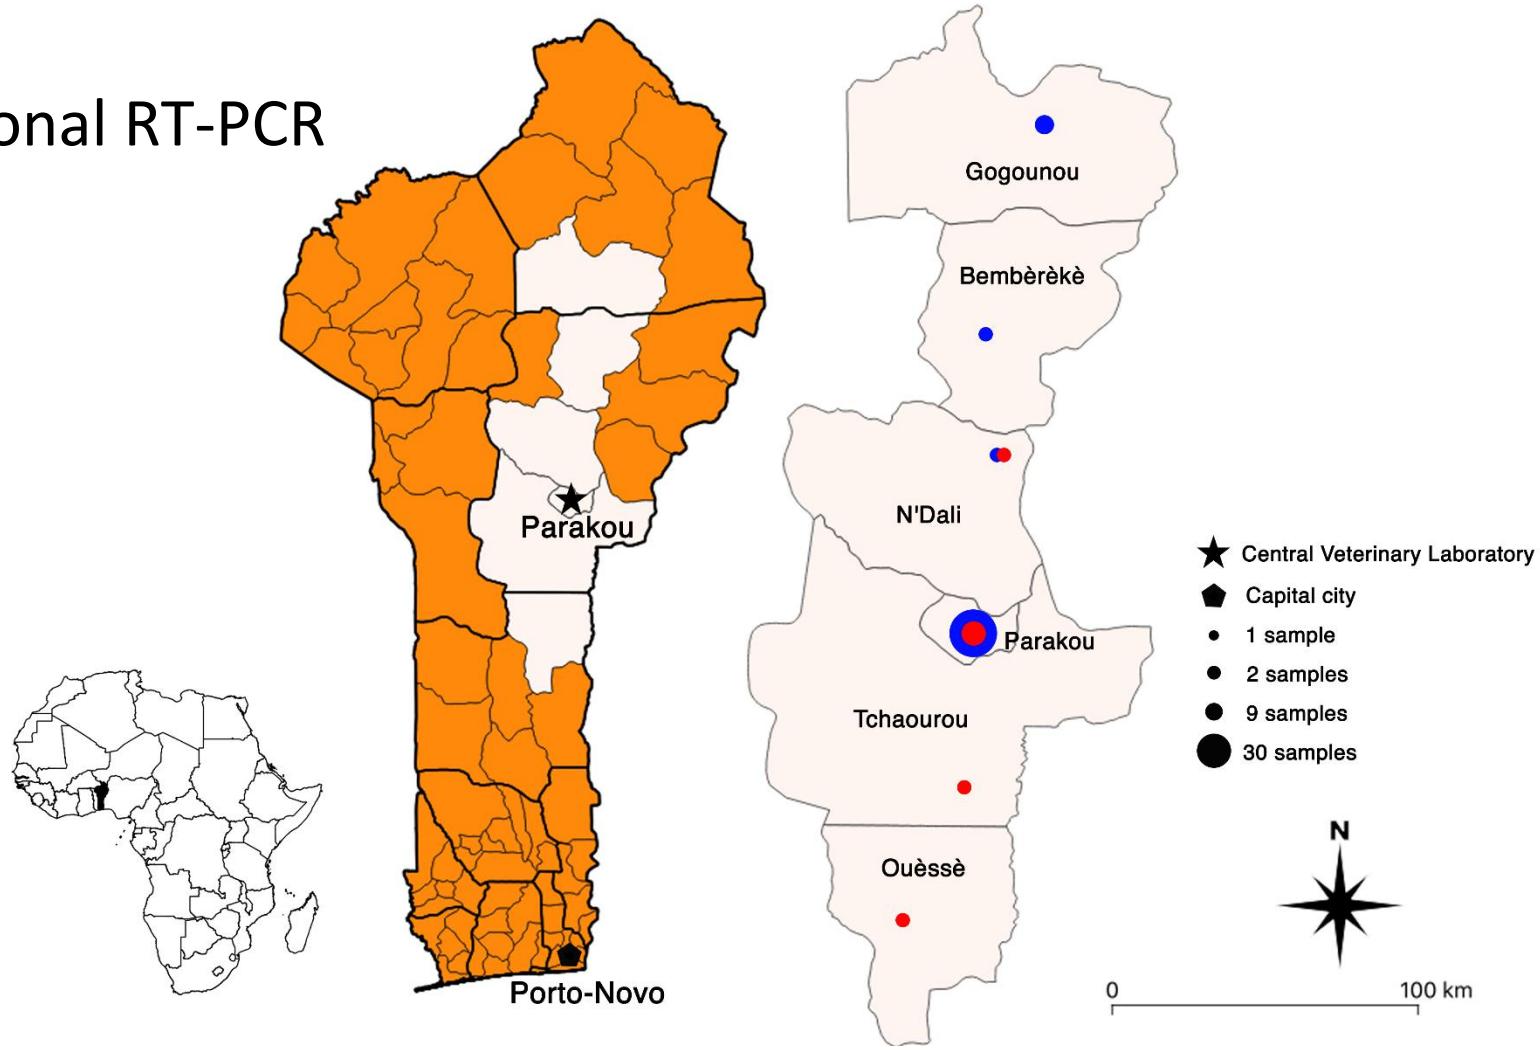 onal RT-PCR
Gogounou
Bembèrèkè
N'Dali
Parakou
Parakou
Tchaourou
Ouèssè
Porto-Novo
Central Veterinary Laboratory
Capital city
1 sample
2 samples
9 samples
30 samples
N
0 100 km